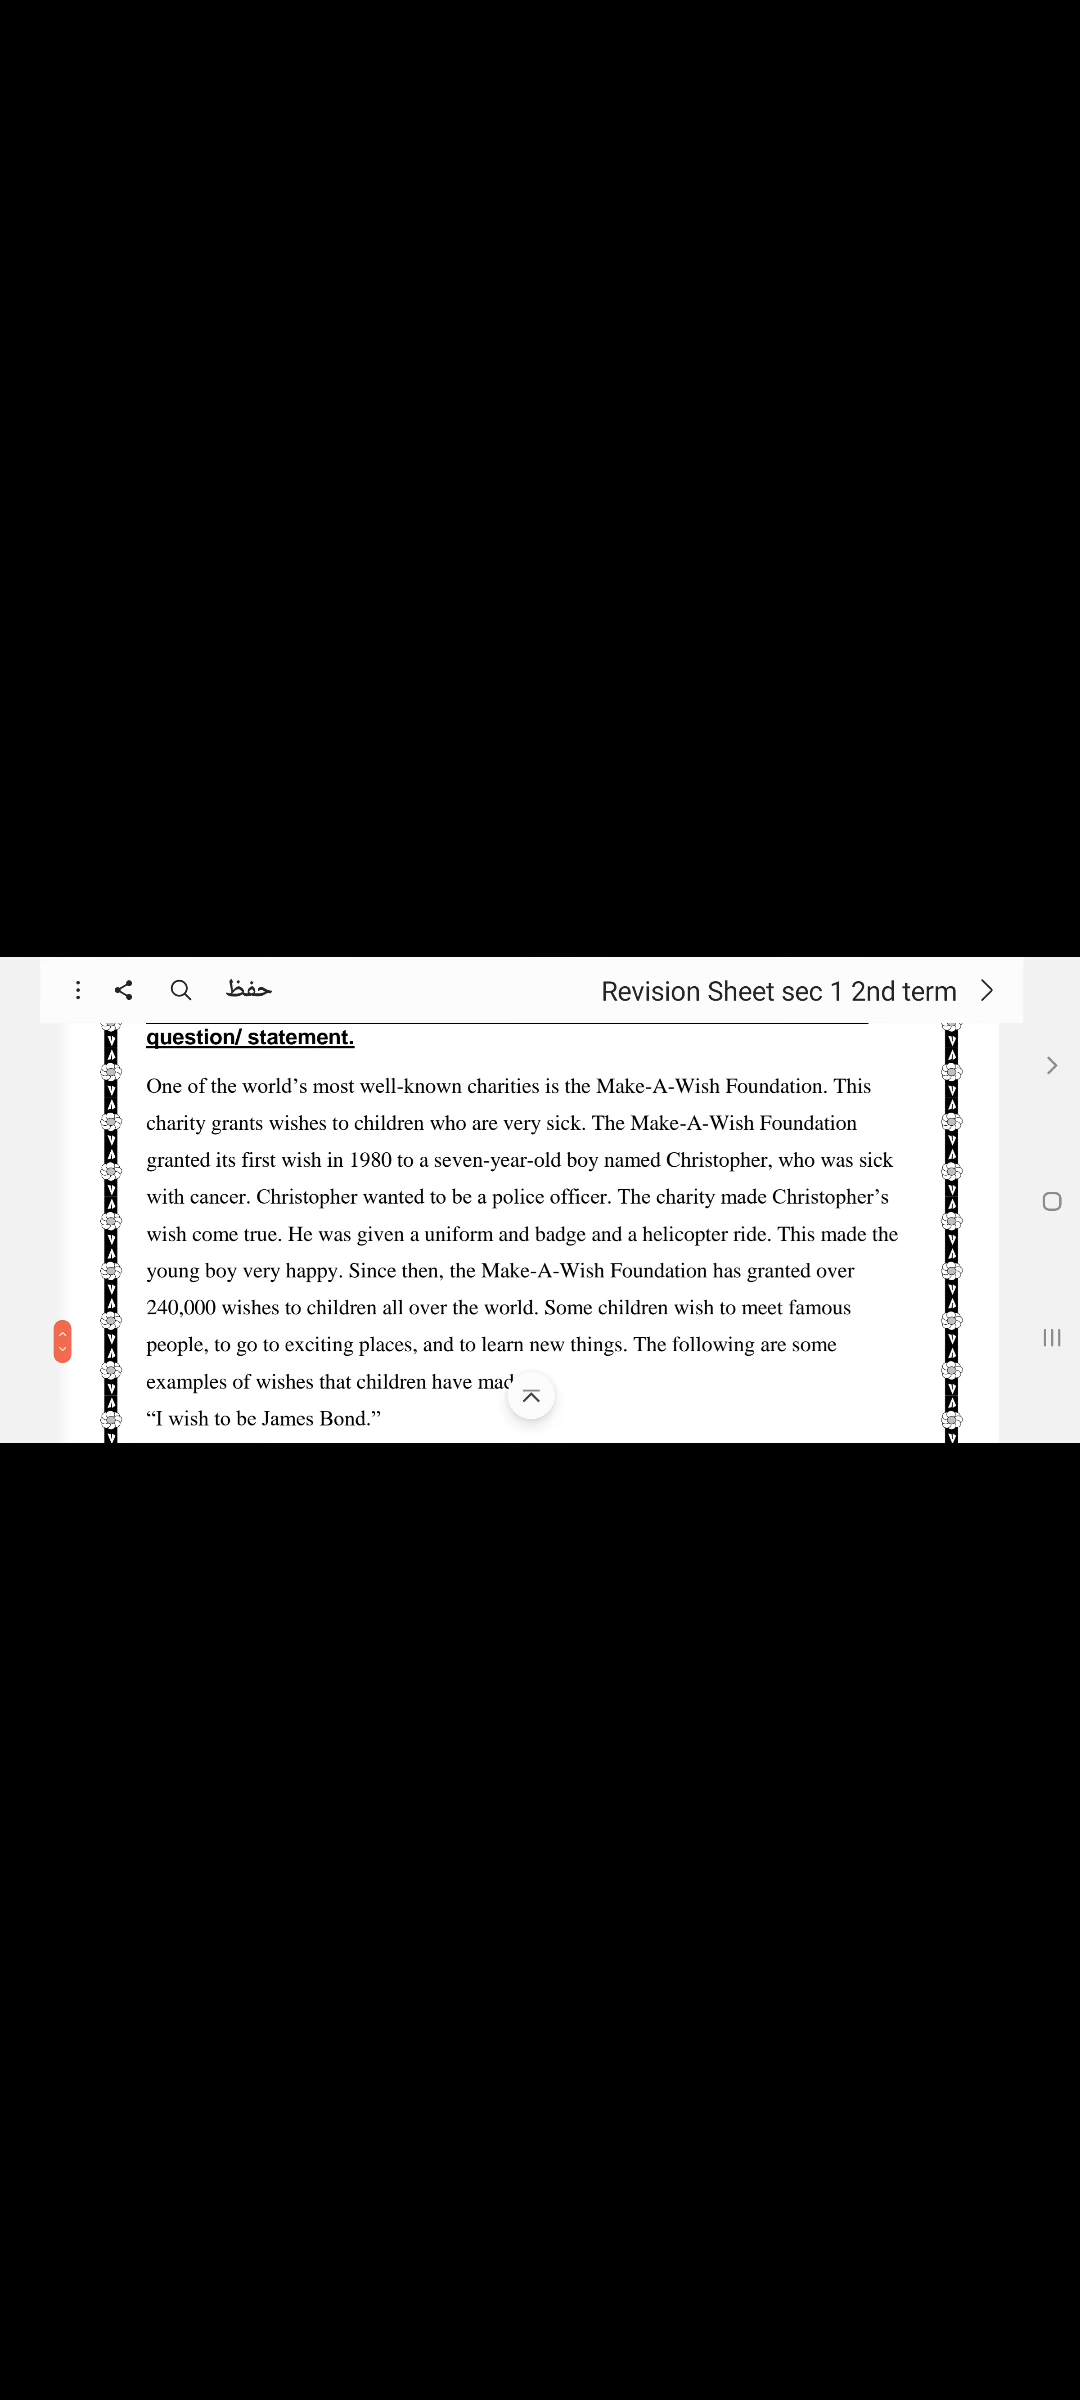 حفظ
Revision Sheet sec 1 2nd term
question/ statement.
One of the world’s most well-known charities is the Make-A-Wish Foundation. This
charity grants wishes to children who are very sick. The Make-A-Wish Foundation
granted its first wish in 1980 to a seven-year-old boy named Christopher, who was sick
with cancer. Christopher wanted to be a police officer. The charity made Christopher’s
wish come true. He was given a uniform and badge and a helicopter ride. This made the
young boy very happy. Since then, the Make-A-Wish Foundation has granted over
240,000 wishes to children all over the world. Some children wish to meet famous
people, to go to exciting places, and to learn new things. The following are some
examples of wishes that children have mad
“I wish to be James Bond.”